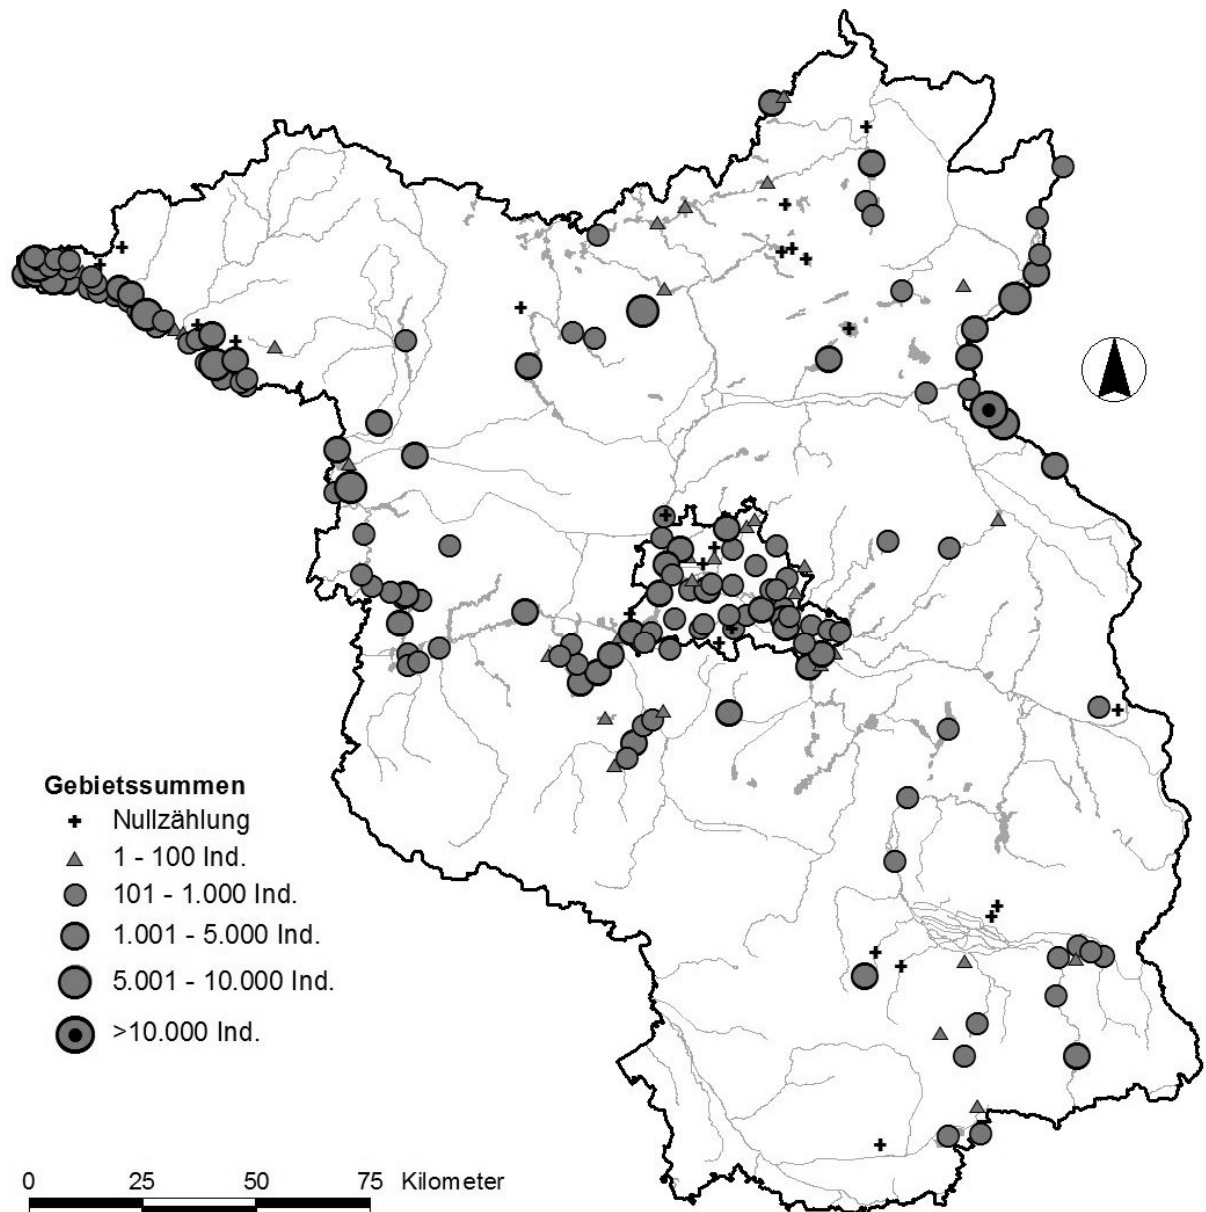 Gebietssummen
Nullzählung
1 - 100 Ind.
101 - 1.000 Ind.
1.001 - 5.000 Ind.
5.001 - 10.000 Ind.
>10.000 Ind.
0 25 50 75 Kilometer